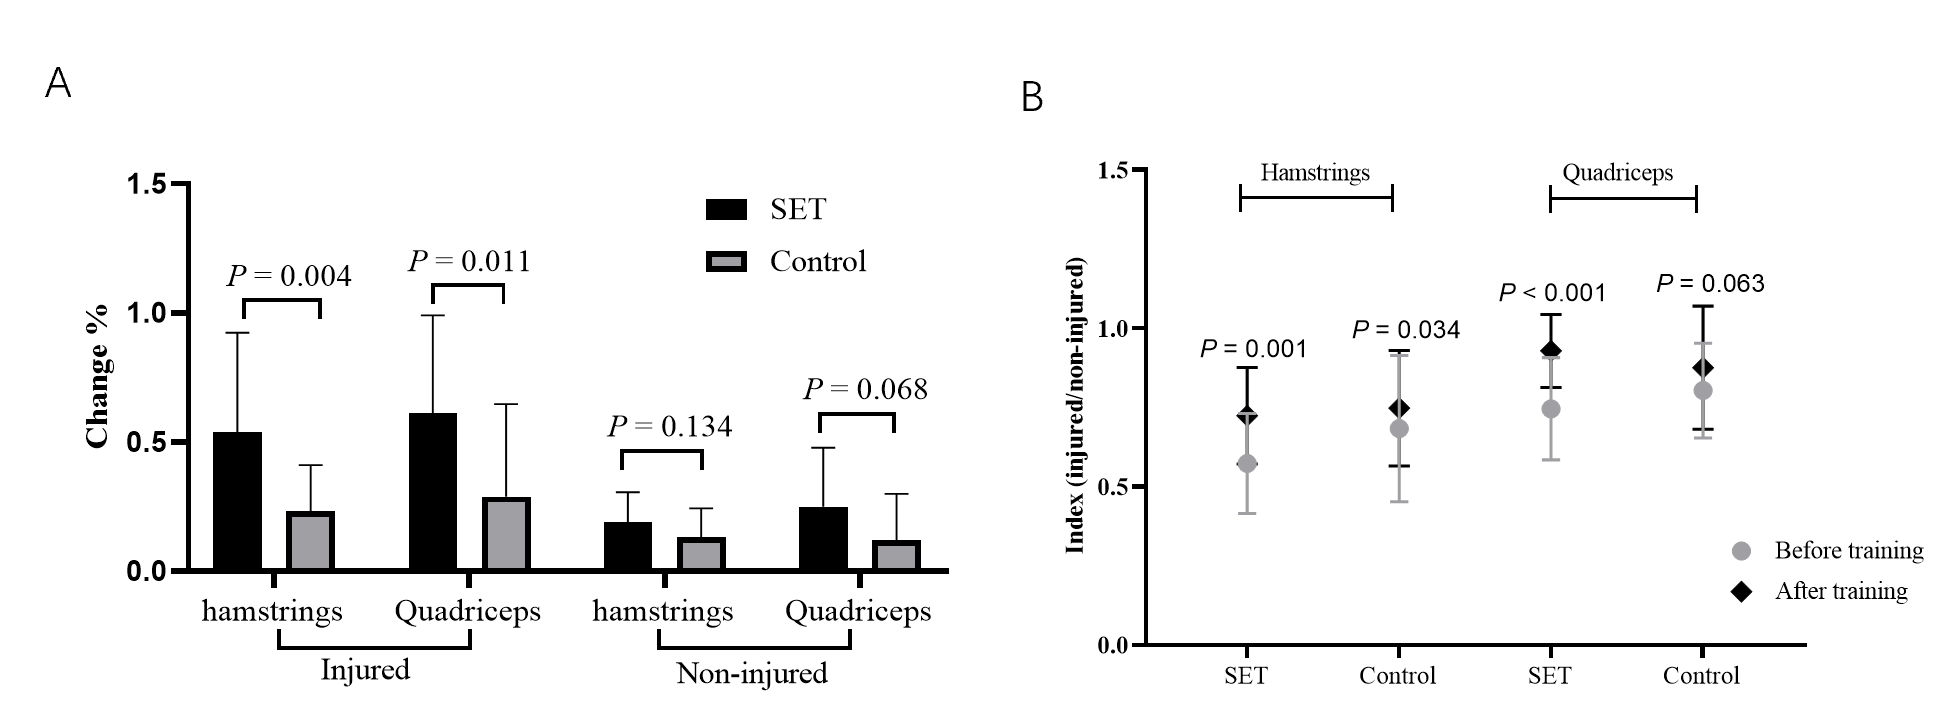 A
1.5
1.0
0.5
0.0
Change %
SET
Control
P = 0.004
P = 0.011
P = 0.134
P = 0.068
hamstrings
Quadriceps
hamstrings
Quadriceps
Injured
Non-injured
B
1.5
1.0
0.5
0.0
Index (injured/non-injured)
Hamstrings
Quadriceps
P = 0.001
P = 0.034
P < 0.001
P = 0.063
Before training
After training
SET
Control
SET
Control